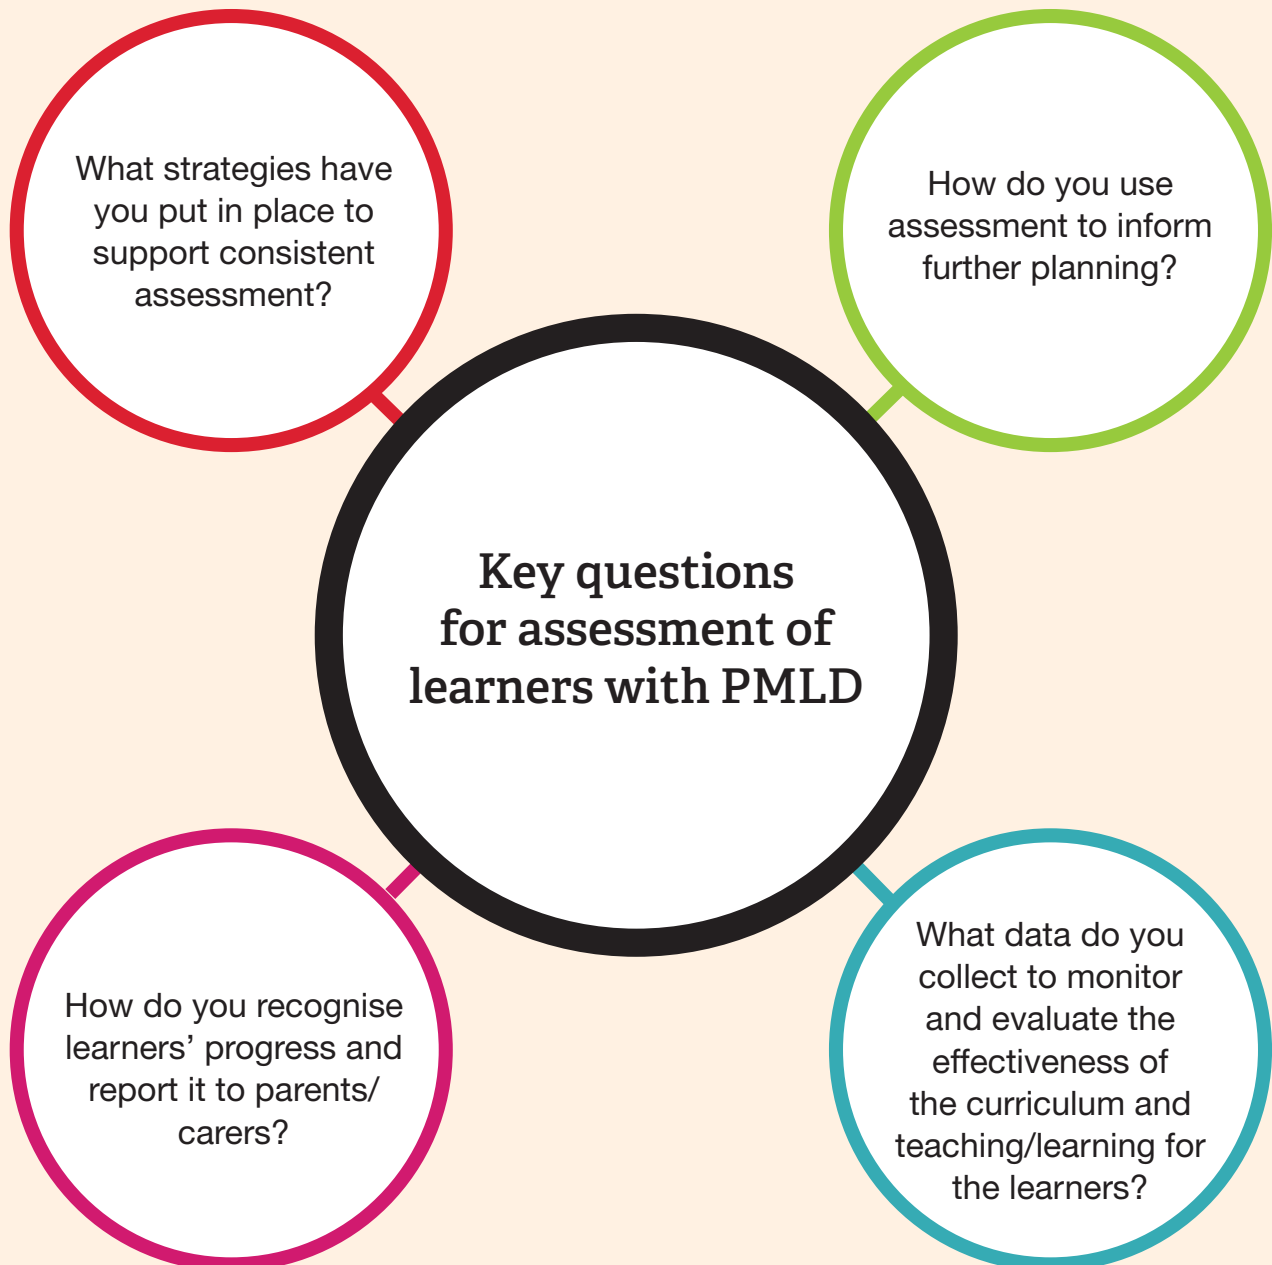 What strategies have
you put in place to
support consistent
assessment?
How do you use
assessment to inform
further planning?
Key questions
for assessment of
learners with PMLD
How do you recognise
learners’ progress and
report it to parents/
carers?
What data do you
collect to monitor
and evaluate the
effectiveness of
the curriculum and
teaching/learning for
the learners?